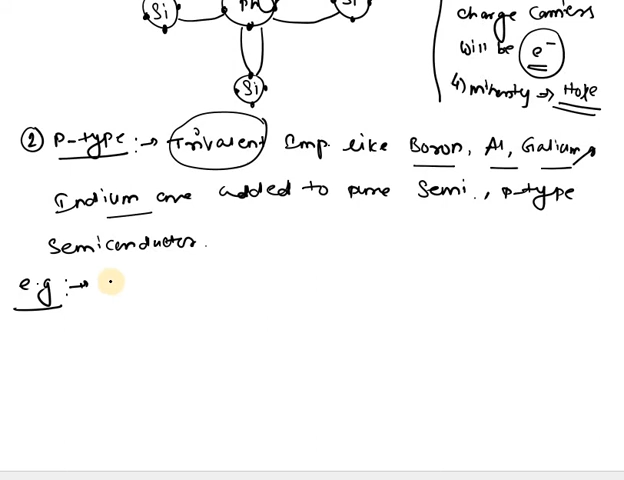 Si Ph Si
Si
charge carriers
will be e⁻
4) minority ⇒ Hole
② P-type :→ Trivalent Imp. like Boron, Al, Galium,
Indium are added to pure Semi., p-type
Semiconductor.
e.g :→